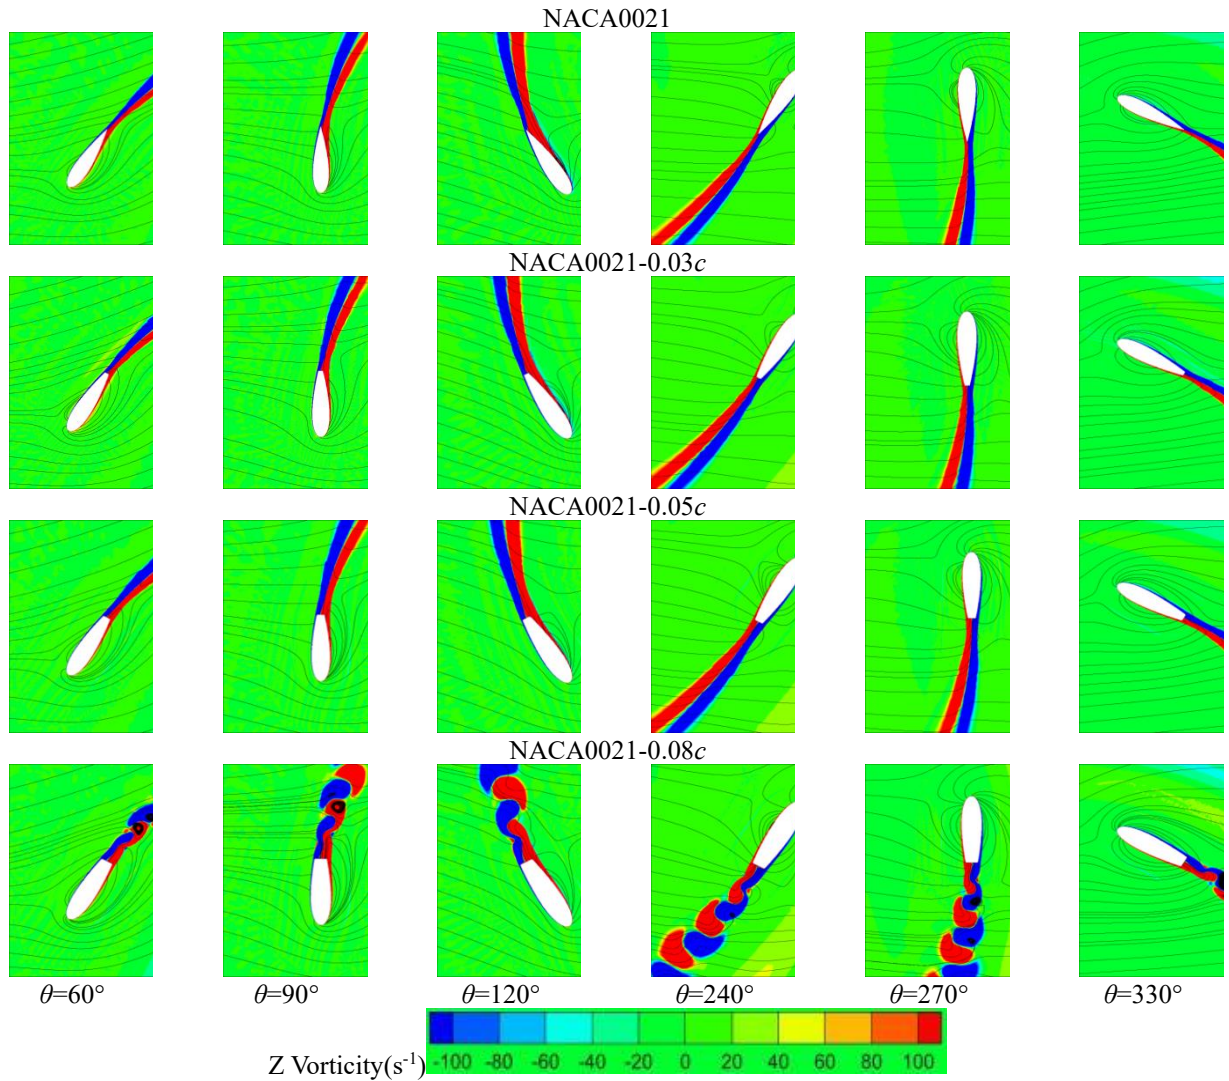 NACA0021
NACA0021-0.03c
NACA0021-0.05c
NACA0021-0.08c
θ=60° θ=90° θ=120° θ=240° θ=270° θ=330°
Z Vorticity(s⁻¹) -100 -80 -60 -40 -20 0 20 40 60 80 100